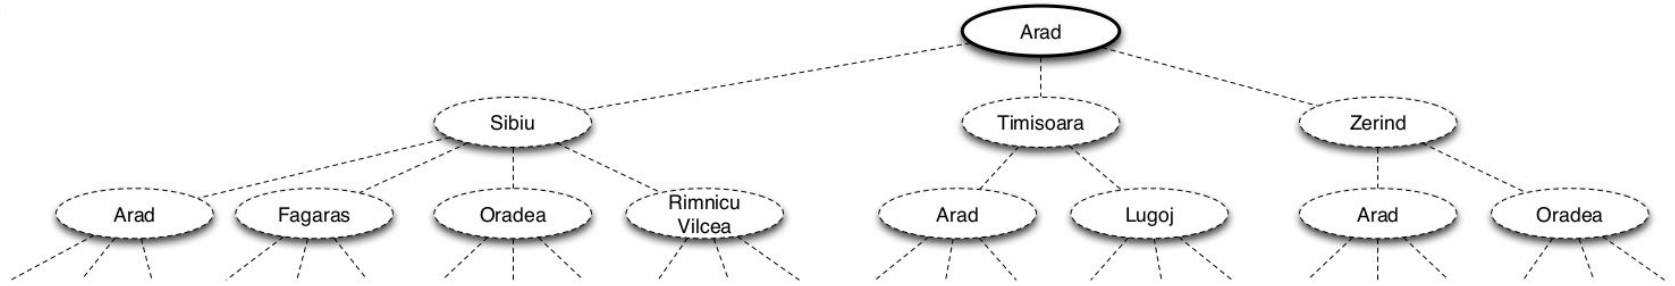 Arad
Sibiu
Timisoara
Zerind
Arad
Fagaras
Oradea
Rimnicu
Vilcea
Arad
Lugoj
Arad
Oradea